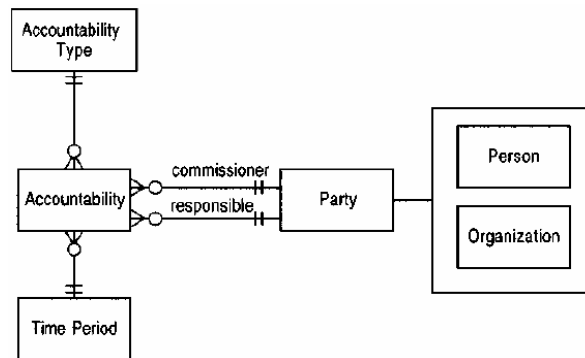 Accountability
Type
commissioner
Person
Accountability
Party
responsible
Organization
Time Period